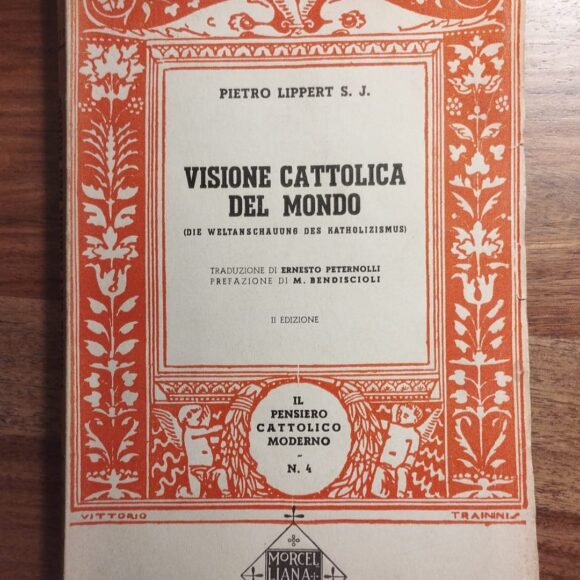 PIETRO LIPPERT S. J.
VISIONE CATTOLICA
DEL MONDO
(DIE WELTANSCHAUUNG DES KATHOLIZISMUS)
TRADUZIONE DI ERNESTO PETERNOLLI
PREFAZIONE DI M. BENDISCIOLI
II EDIZIONE
IL
PENSIERO
CATTOLICO
MODERNO
-
N. 4
VITTORIO TRAININIS
MORCEL
LIANA